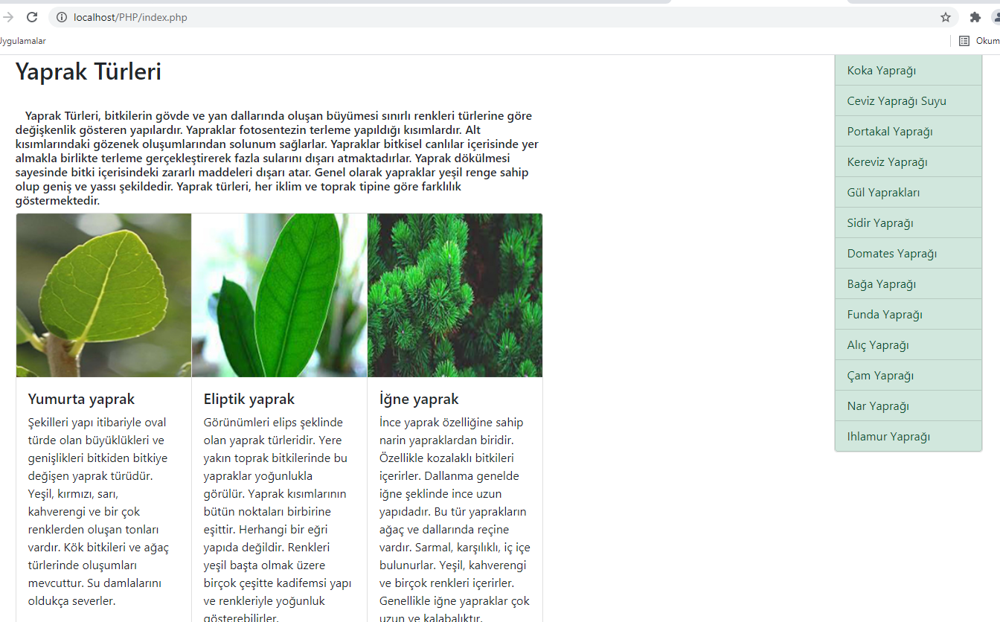 localhost/PHP/index.php
Uygulamalar
Okum
Yaprak Türleri
Yaprak Türleri, bitkilerin gövde ve yan dallarında oluşan büyümesi sınırlı renkleri türlerine göre
değişkenlik gösteren yapılardır. Yapraklar fotosentezin terleme yapıldığı kısımlardır. Alt
kısımlarındaki gözenek oluşumlarından solunum sağlarlar. Yapraklar bitkisel canlılar içerisinde yer
almakla birlikte terleme gerçekleştirerek fazla sularını dışarı atmaktadırlar. Yaprak dökülmesi
sayesinde bitki içerisindeki zararlı maddeleri dışarı atar. Genel olarak yapraklar yeşil renge sahip
olup geniş ve yassı şekildedir. Yaprak türleri, her iklim ve toprak tipine göre farklılık
göstermektedir.
Yumurta yaprak
Şekilleri yapı itibariyle oval
türde olan büyüklükleri ve
genişlikleri bitkiden bitkiye
değişen yaprak türüdür.
Yeşil, kırmızı, sarı,
kahverengi ve bir çok
renklerden oluşan tonları
vardır. Kök bitkileri ve ağaç
türlerinde oluşumları
mevcuttur. Su damlalarını
oldukça severler.
Eliptik yaprak
Görünümleri elips şeklinde
olan yaprak türleridir. Yere
yakın toprak bitkilerinde bu
yapraklar yoğunlukla
görülür. Yaprak kısımlarının
bütün noktaları birbirine
eşittir. Herhangi bir eğri
yapıda değildir. Renkleri
yeşil başta olmak üzere
birçok çeşitte kadifemsi yapı
ve renkleriyle yoğunluk
gösterebilirler.
İğne yaprak
İnce yaprak özelliğine sahip
narin yapraklardan biridir.
Özellikle kozalaklı bitkileri
içerirler. Dallanma genelde
iğne şeklinde ince uzun
yapıdadır. Bu tür yaprakların
ağaç ve dallarında reçine
vardır. Sarmal, karşılıklı, iç içe
bulunurlar. Yeşil, kahverengi
ve birçok renkleri içerirler.
Genellikle iğne yapraklar çok
uzun ve kalabalıktır.
Koka Yaprağı
Ceviz Yaprağı Suyu
Portakal Yaprağı
Kereviz Yaprağı
Gül Yaprakları
Sidir Yaprağı
Domates Yaprağı
Bağa Yaprağı
Funda Yaprağı
Alıç Yaprağı
Çam Yaprağı
Nar Yaprağı
Ihlamur Yaprağı